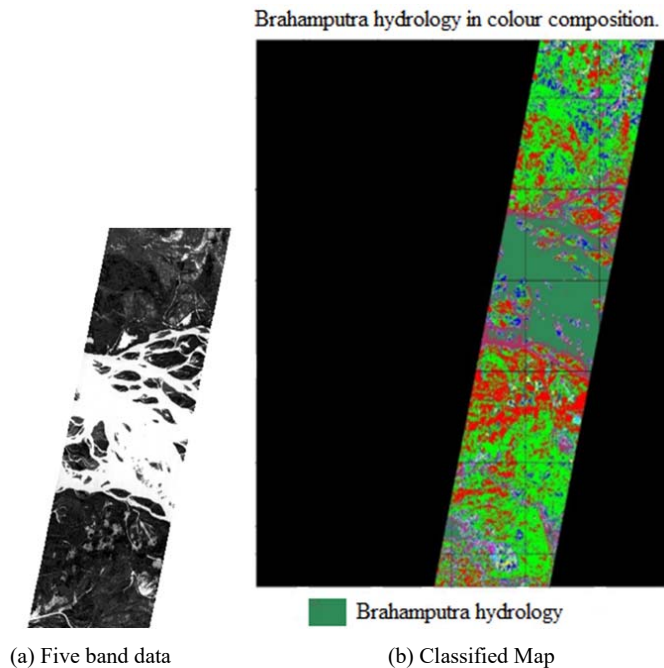 Brahamputra hydrology in colour composition.
Brahamputra hydrology
(a) Five band data
(b) Classified Map